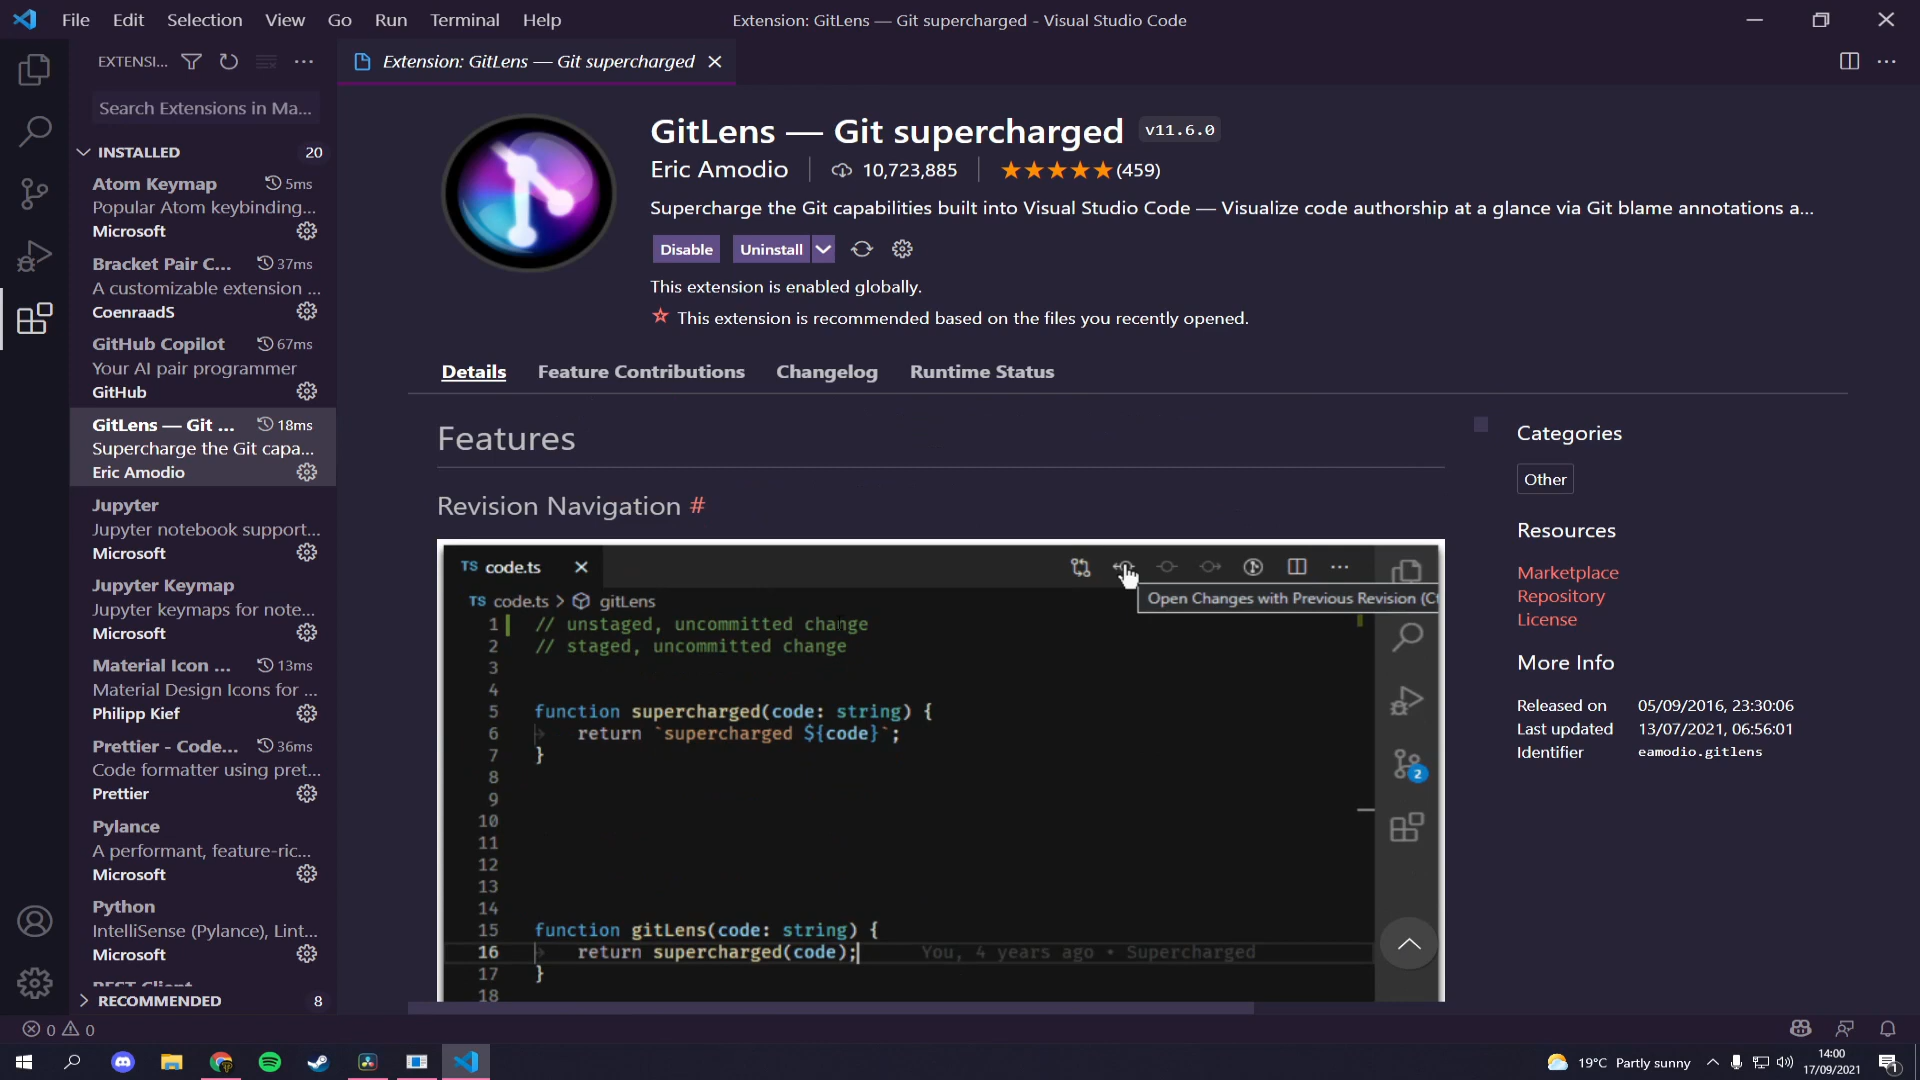 File Edit Selection View Go Run Terminal Help
Extension: GitLens — Git supercharged - Visual Studio Code
EXTENSI...
Extension: GitLens — Git supercharged
Search Extensions in Ma...
INSTALLED 20
Atom Keymap 5ms
Popular Atom keybinding...
Microsoft
Bracket Pair C... 37ms
A customizable extension ...
CoenraadS
GitHub Copilot 67ms
Your AI pair programmer
GitHub
GitLens — Git ... 18ms
Supercharge the Git capa...
Eric Amodio
Jupyter
Jupyter notebook support...
Microsoft
Jupyter Keymap
Jupyter keymaps for note...
Microsoft
Material Icon ... 13ms
Material Design Icons for ...
Philipp Kief
Prettier - Code... 36ms
Code formatter using pret...
Prettier
Pylance
A performant, feature-ric...
Microsoft
Python
IntelliSense (Pylance), Lint...
Microsoft
REST Client
RECOMMENDED 8
GitLens — Git supercharged v11.6.0
Eric Amodio 10,723,885 (459)
Supercharge the Git capabilities built into Visual Studio Code — Visualize code authorship at a glance via Git blame annotations a...
Disable Uninstall
This extension is enabled globally.
This extension is recommended based on the files you recently opened.
Details Feature Contributions Changelog Runtime Status
Features
Revision Navigation #
TS code.ts
Open Changes with Previous Revision (C
TS code.ts > gitLens
1 // unstaged, uncommitted change
2 // staged, uncommitted change
3
4
5 function supercharged(code: string) {
6 return `supercharged ${code}`;
7 }
8
9
10
11
12
13
14
15 function gitLens(code: string) {
16 return supercharged(code); You, 4 years ago • Supercharged
17 }
18
2
Categories
Other
Resources
Marketplace
Repository
License
More Info
Released on 05/09/2016, 23:30:06
Last updated 13/07/2021, 06:56:01
Identifier eamodio.gitlens
0 0
19°C Partly sunny
14:00
17/09/2021
1